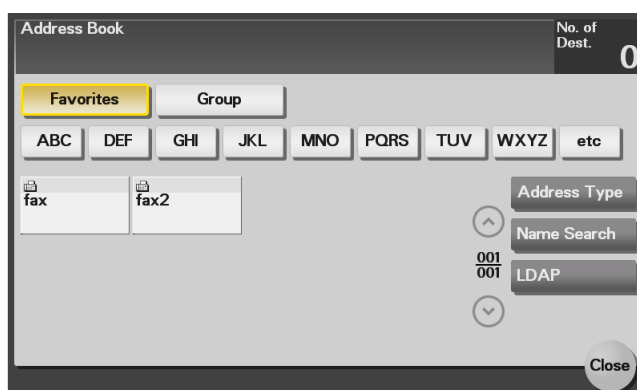 Address Book
No. of
Dest.
0
Favorites Group
ABC DEF GHI JKL MNO PQRS TUV WXYZ etc
fax fax2
Address Type
Name Search
001
001
LDAP
Close